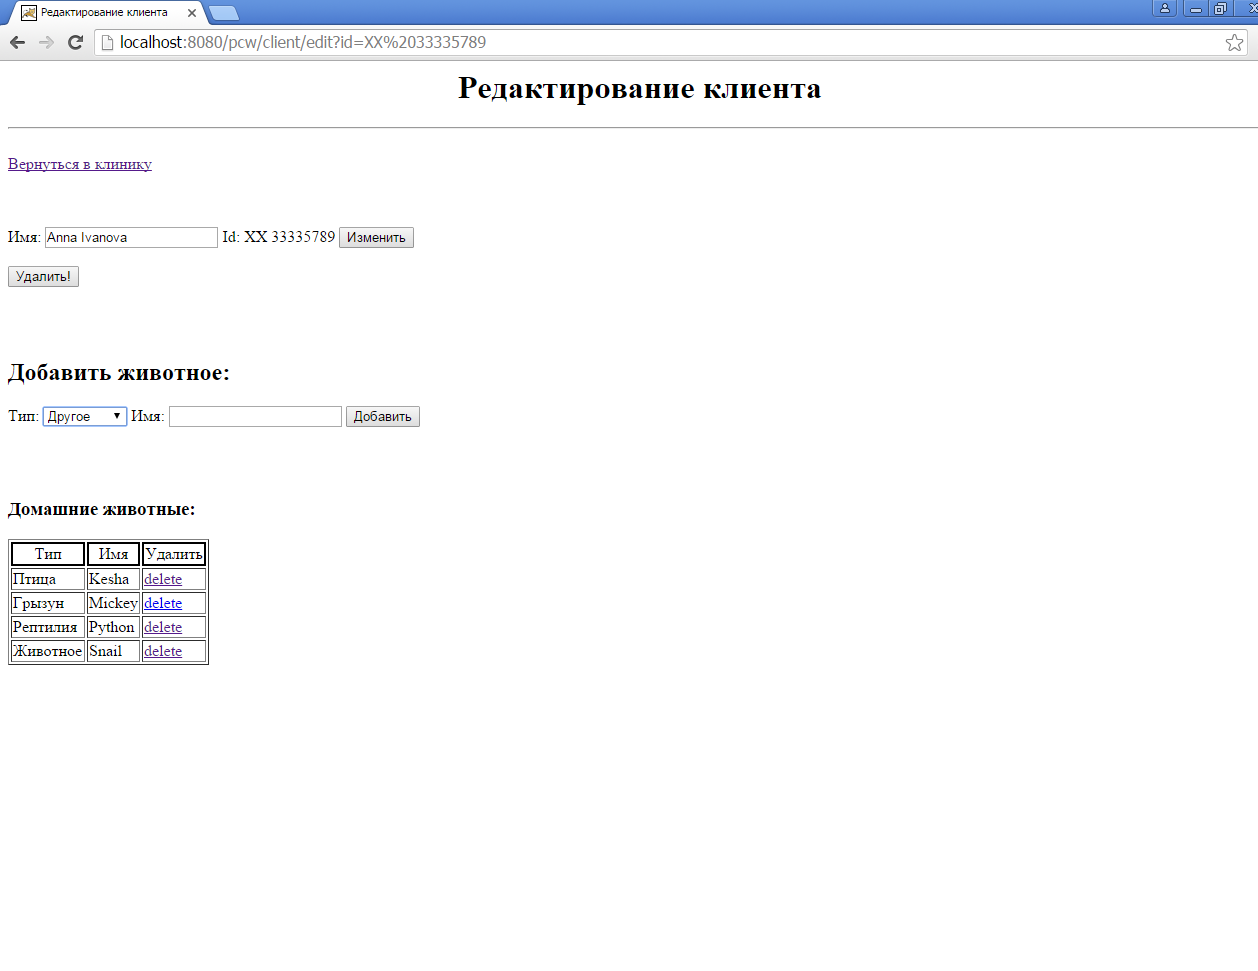 Редактирование клиента
localhost:8080/pcw/client/edit?id=XX%2033335789
Редактирование клиента
Вернуться в клинику
Имя: Anna Ivanova Id: XX 33335789 Изменить
Удалить!
Добавить животное:
Тип: Другое Имя: Добавить
Домашние животные:
Тип Имя Удалить
Птица Kesha delete
Грызун Mickey delete
Рептилия Python delete
Животное Snail delete